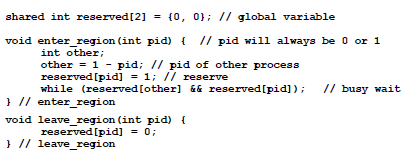 shared int reserved[2] = {0, 0}; // global variable
void enter_region(int pid) {  // pid will always be 0 or 1
int other;
other = 1 - pid; // pid of other process
reserved[pid] = 1; // reserve
while (reserved[other] && reserved[pid]);   // busy wait
} // enter_region
void leave_region(int pid) {
reserved[pid] = 0;
} // leave_region